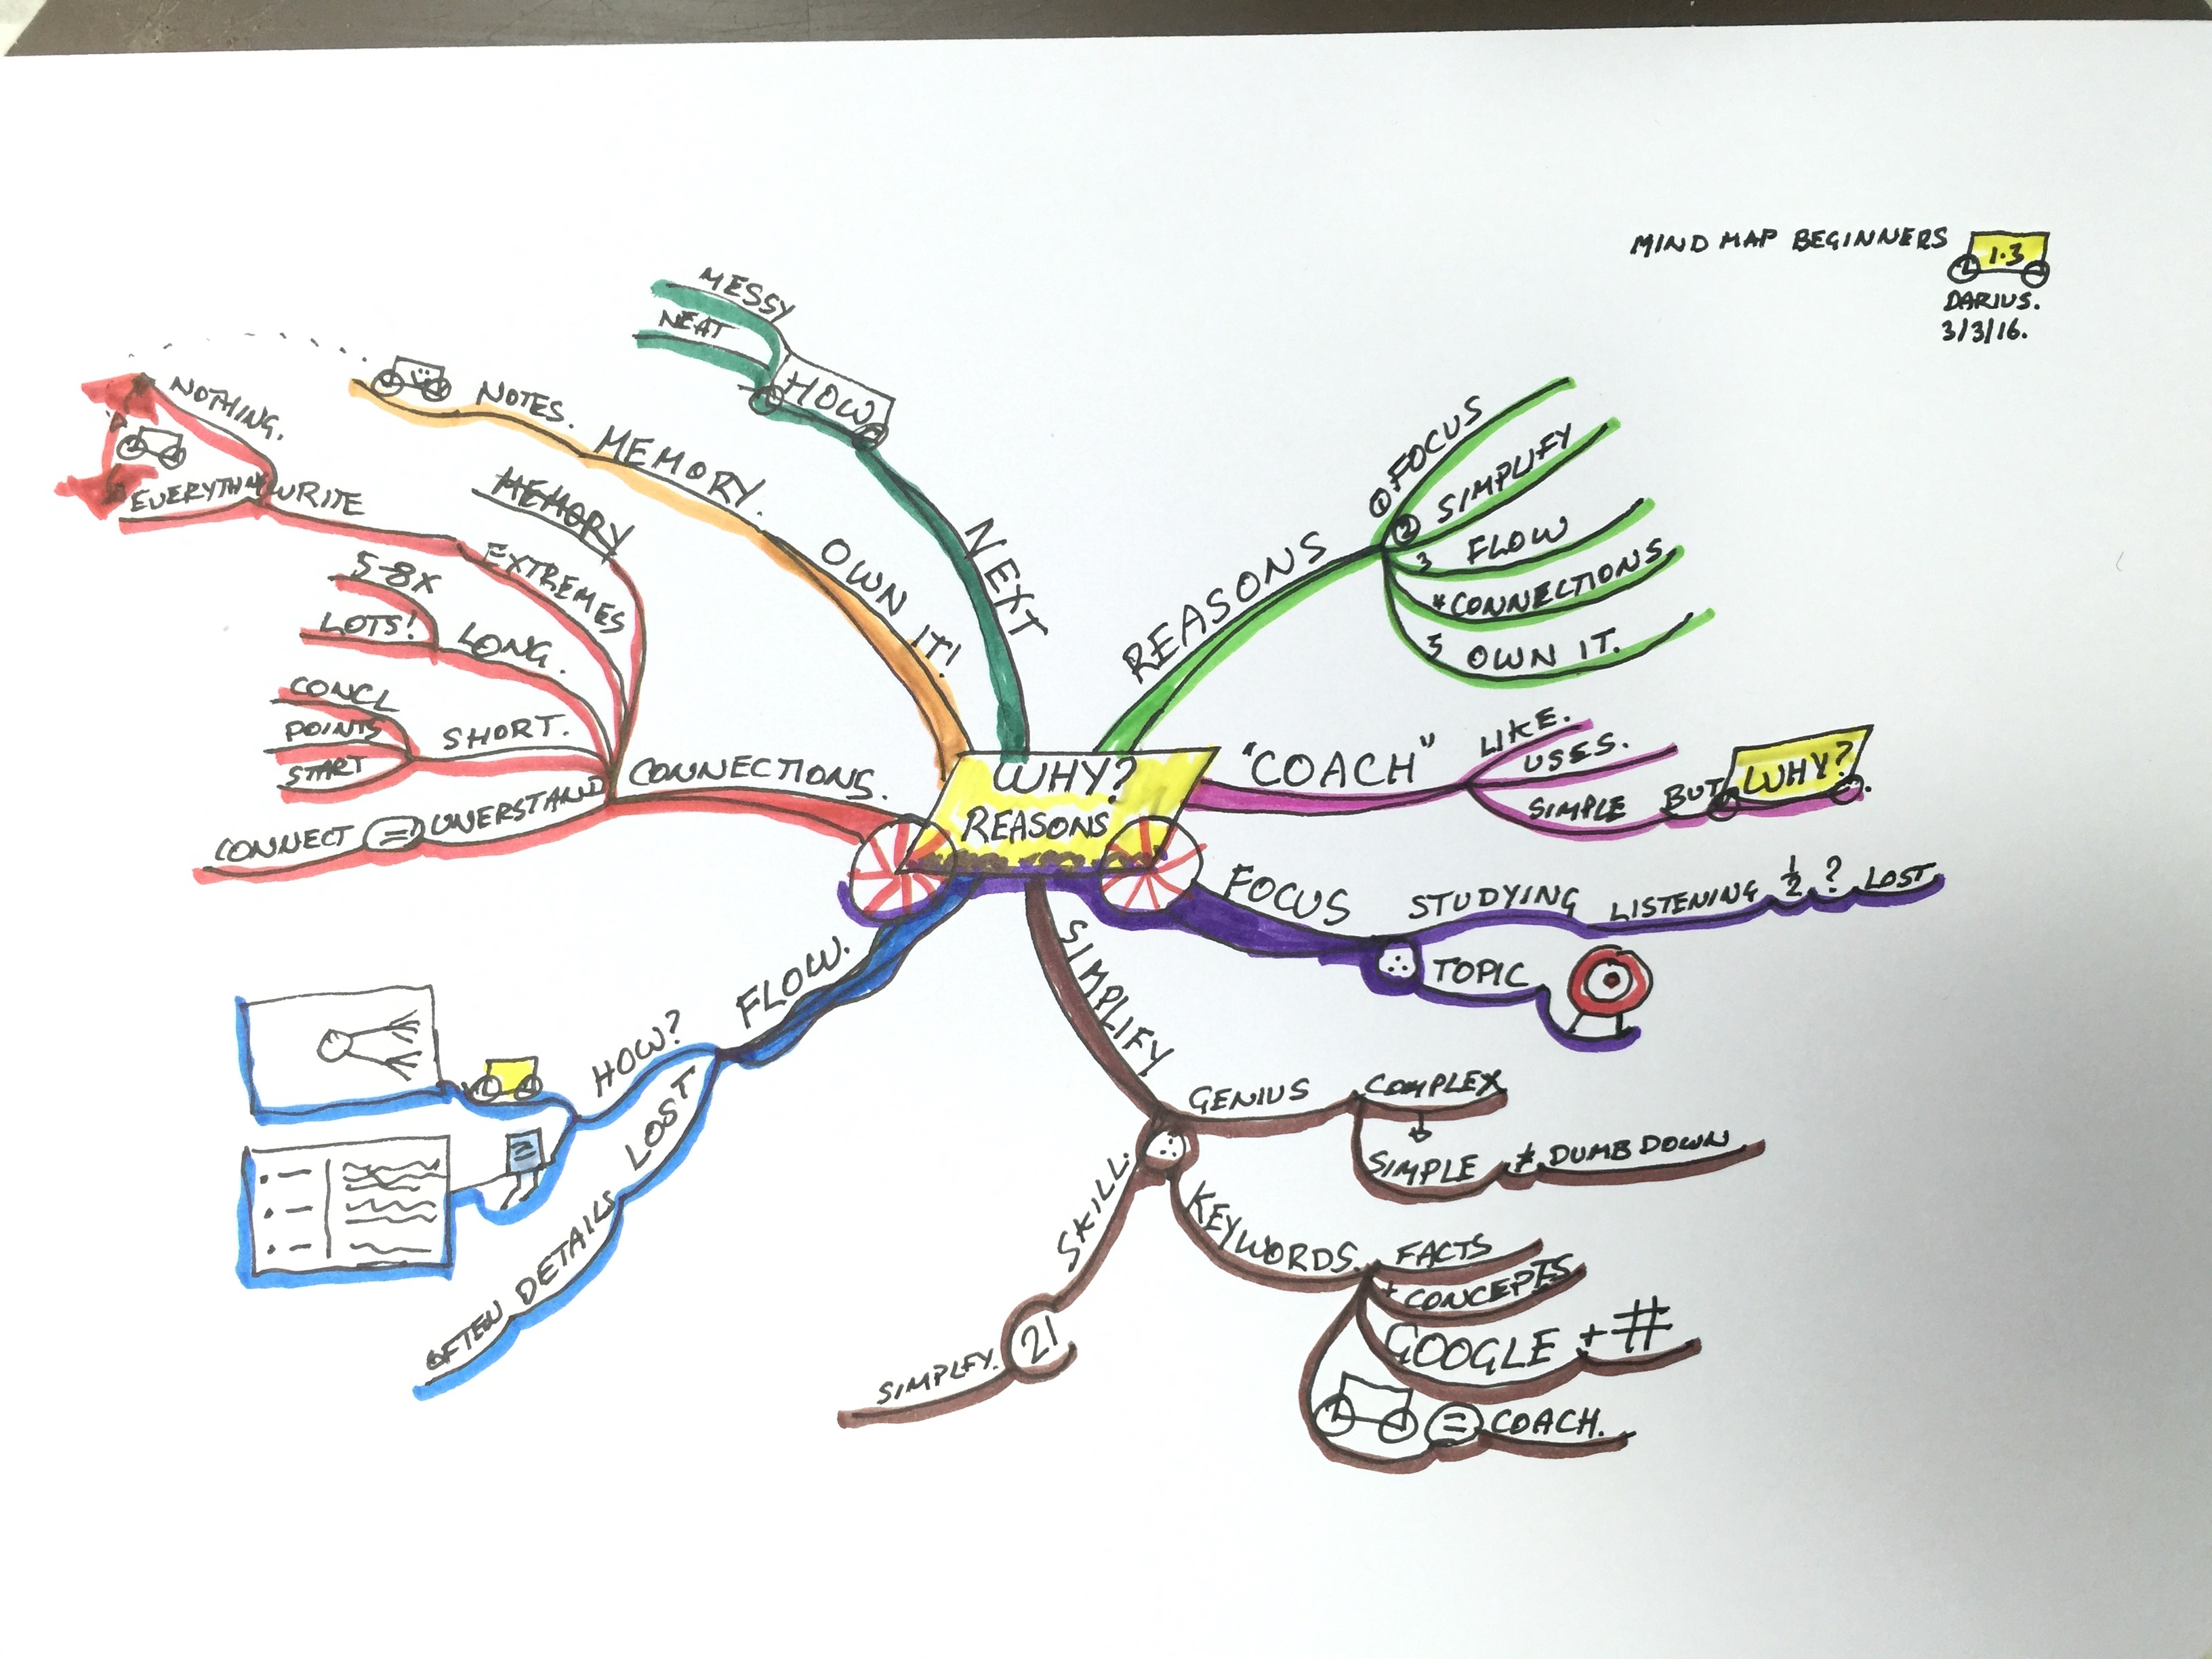 MIND MAP BEGINNERS
1.3
DARIUS.
3/3/16.
WHY?
REASONS
REASONS
① FOCUS
② SIMPLIFY
3 FLOW
4 CONNECTIONS
5 OWN IT.
"COACH"
LIKE.
USES.
SIMPLE BUT WHY?
FOCUS
STUDYING LISTENING ½ ? LOST
TOPIC
SIMPLIFY
GENIUS
COMPLEX
SIMPLE ≠ DUMB DOWN
KEYWORDS.
FACTS
+ CONCEPTS
GOOGLE + #
= COACH.
SKILL.
21
SIMPLFY.
FLOW.
HOW?
LOST
DETAILS
OFTEN
CONNECTIONS.
MEMORY
EXTREMES
WRITE
NOTHING.
EVERYTHIN
LONG.
5-8X
LOTS!
SHORT.
CONCL
POINTS
START
UNERSTAND
=
CONNECT
OWN IT!
MEMORY.
NOTES.
NEXT
HOW
MESSY
NEAT